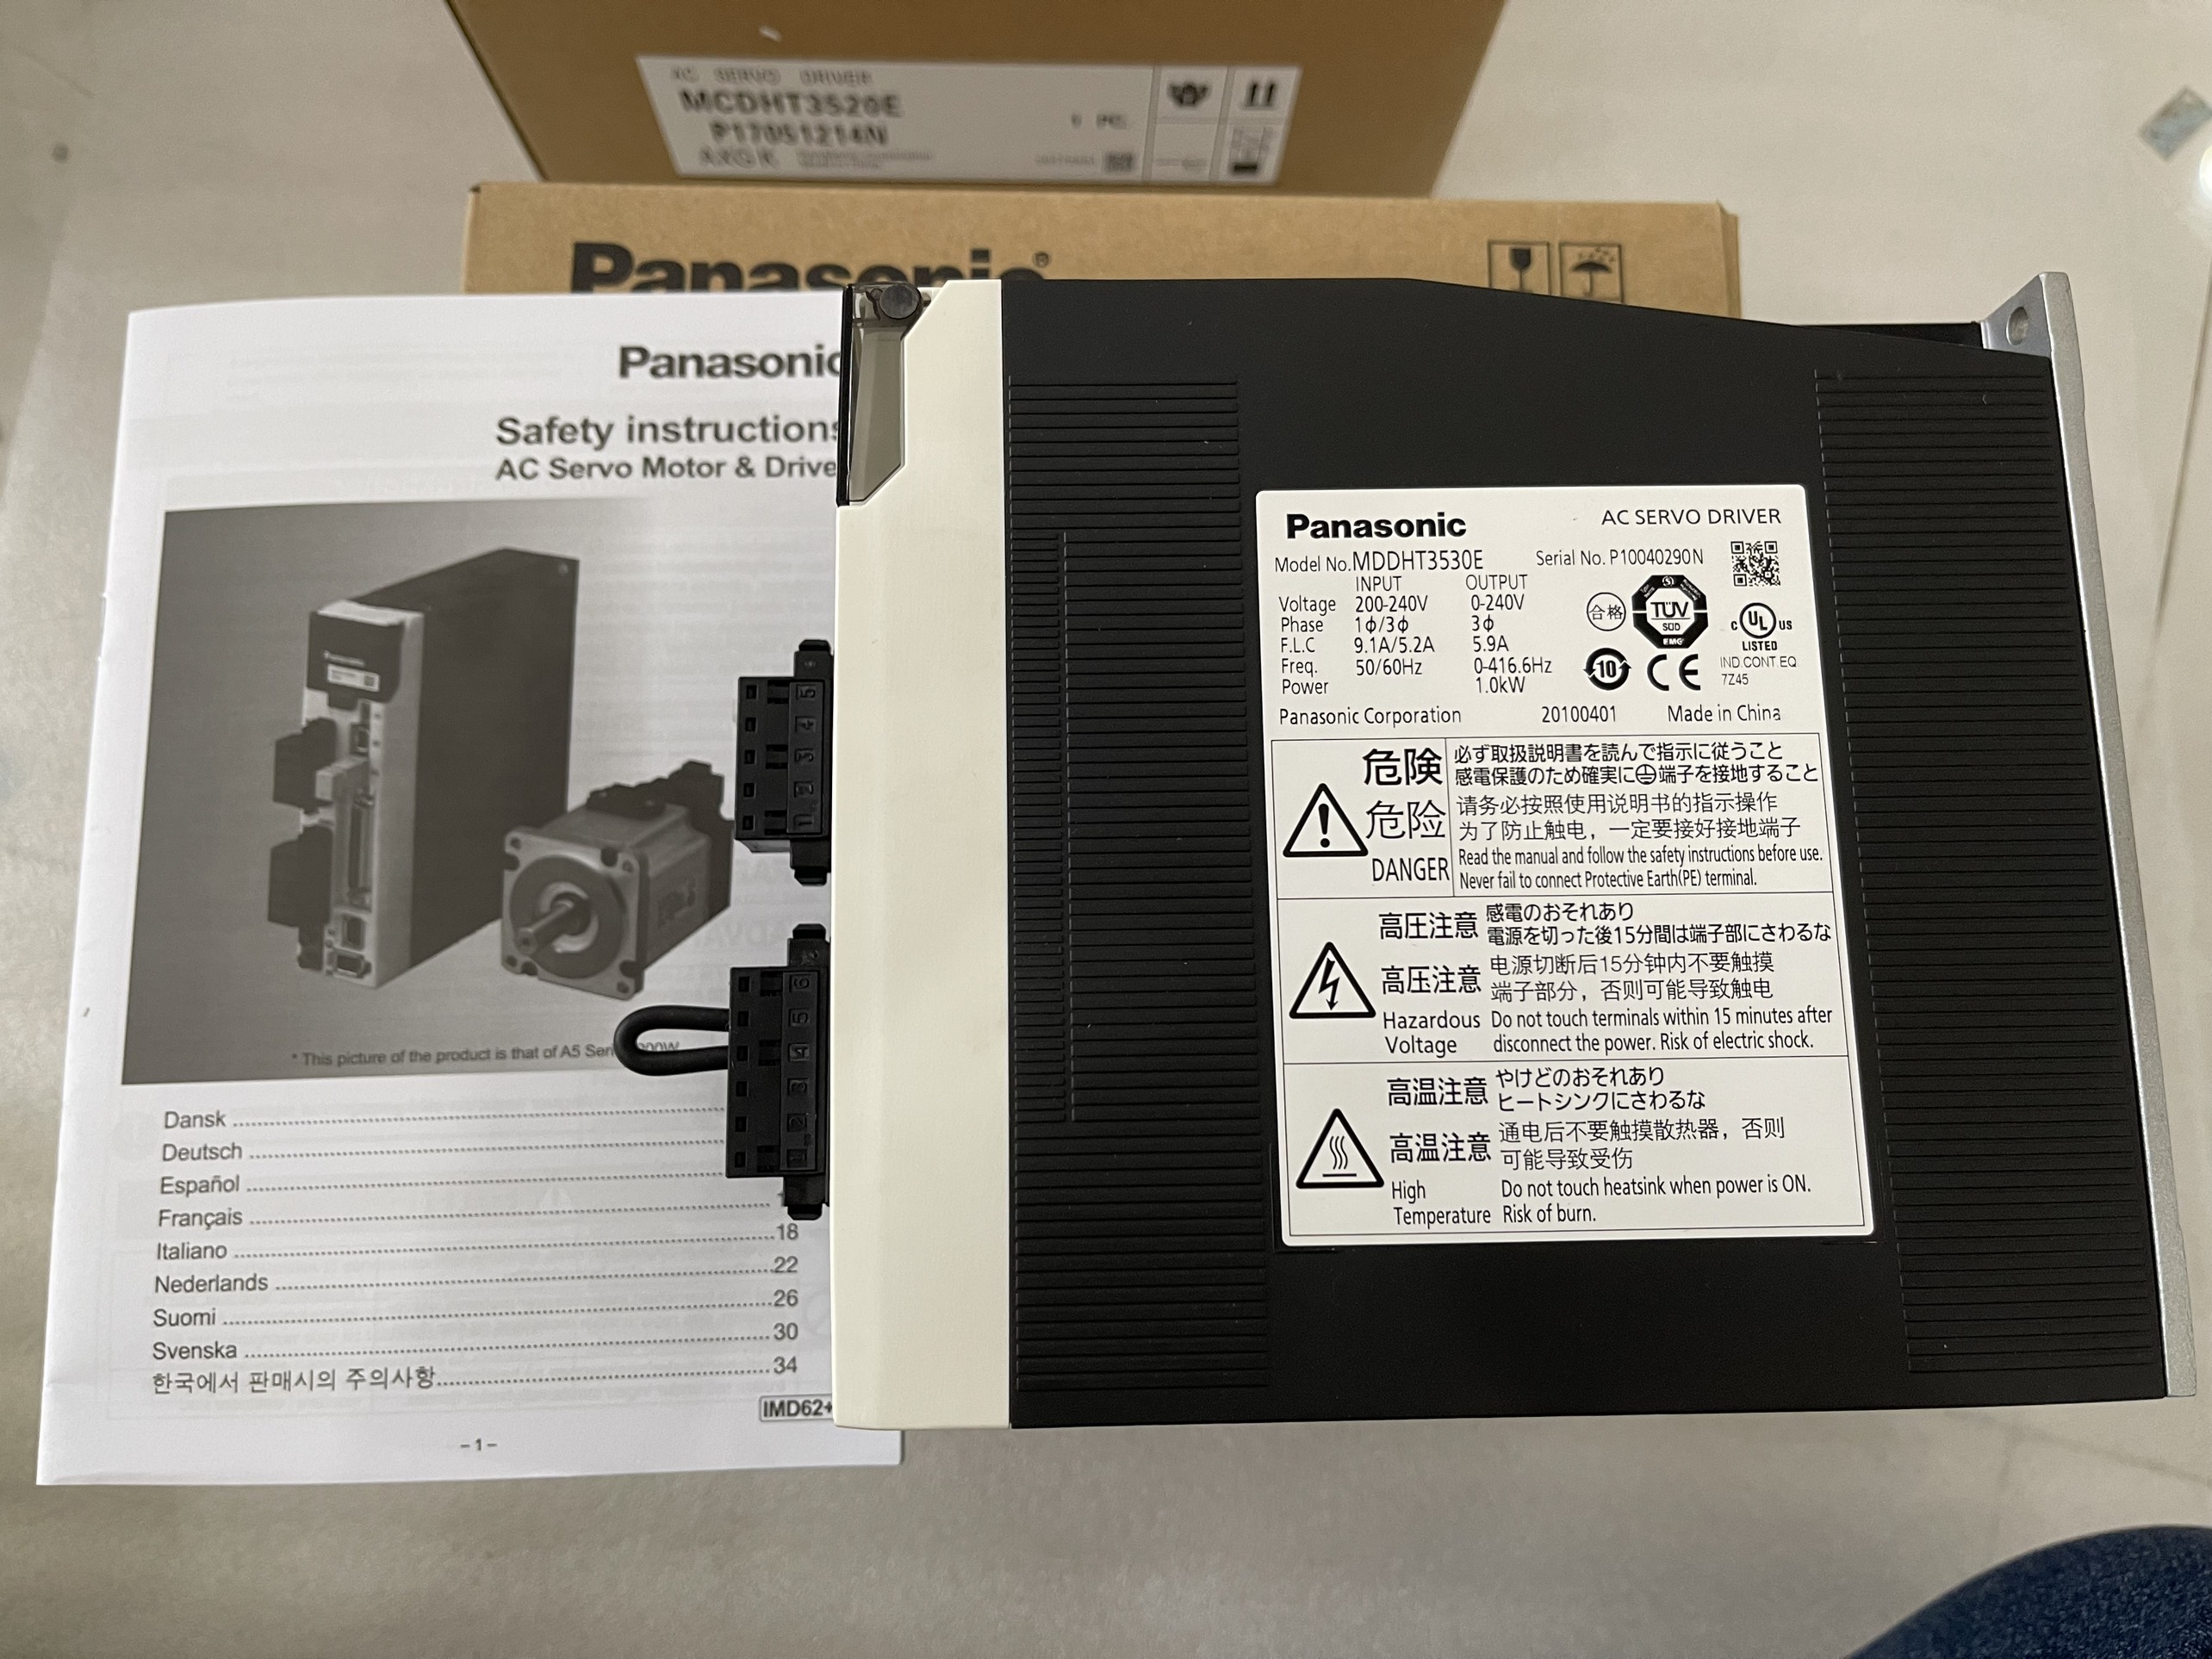 AC SERVO DRIVER
MCDHT3520E
P17051214N
1 PC.
Panasonic®
Panasonic
Safety instructions
AC Servo Motor & Drive
* This picture of the product is that of A5 Seri 200W
Dansk
Deutsch
Español
Français
Italiano 18
Nederlands 22
Suomi 26
Svenska 30
한국에서 판매시의 주의사항 34
IMD62+
– 1 –
5
4
3
2
1
6
5
4
3
2
1
Panasonic AC SERVO DRIVER
Model No. MDDHT3530E Serial No. P10040290N
INPUT OUTPUT
Voltage 200-240V 0-240V
Phase 1ϕ/3ϕ 3ϕ
F.L.C 9.1A/5.2A 5.9A
Freq. 50/60Hz 0-416.6Hz
Power 1.0kW
合格
TÜV
SÜD
EMC
c UL US
LISTED
IND.CONT.EQ.
7Z45
10
CE
Panasonic Corporation 20100401 Made in China
危険 必ず取扱説明書を読んで指示に従うこと
感電保護のため確実に⏚端子を接地すること
危险 请务必按照使用说明书的指示操作
为了防止触电，一定要接好接地端子
DANGER Read the manual and follow the safety instructions before use.
Never fail to connect Protective Earth(PE) terminal.
高圧注意 感電のおそれあり
電源を切った後15分間は端子部にさわるな
高压注意 电源切断后15分钟内不要触摸
端子部分，否则可能导致触电
Hazardous Voltage Do not touch terminals within 15 minutes after
disconnect the power. Risk of electric shock.
高温注意 やけどのおそれあり
ヒートシンクにさわるな
高温注意 通电后不要触摸散热器，否则
可能导致受伤
High Temperature Do not touch heatsink when power is ON.
Risk of burn.